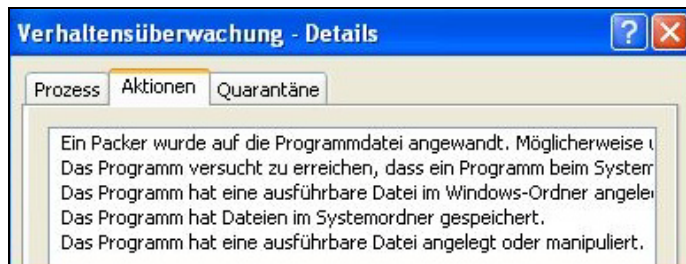 Verhaltensüberwachung - Details
Prozess Aktionen Quarantäne
Ein Packer wurde auf die Programmdatei angewandt. Möglicherweise
Das Programm versucht zu erreichen, dass ein Programm beim System
Das Programm hat eine ausführbare Datei im Windows-Ordner angele
Das Programm hat Dateien im Systemordner gespeichert.
Das Programm hat eine ausführbare Datei angelegt oder manipuliert.